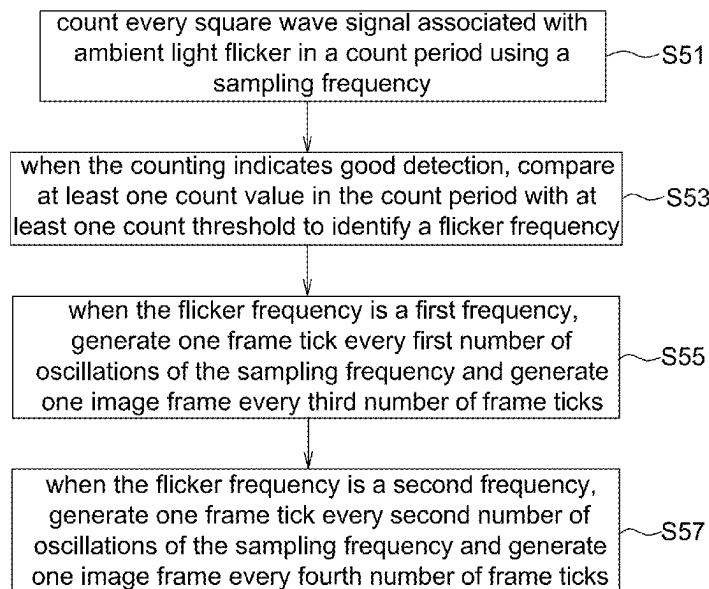 count every square wave signal associated with
ambient light flicker in a count period using a
sampling frequency
S51
when the counting indicates good detection, compare
at least one count value in the count period with at
least one count threshold to identify a flicker frequency
S53
when the flicker frequency is a first frequency,
generate one frame tick every first number of
oscillations of the sampling frequency and generate
one image frame every third number of frame ticks
S55
when the flicker frequency is a second frequency,
generate one frame tick every second number of
oscillations of the sampling frequency and generate
one image frame every fourth number of frame ticks
S57